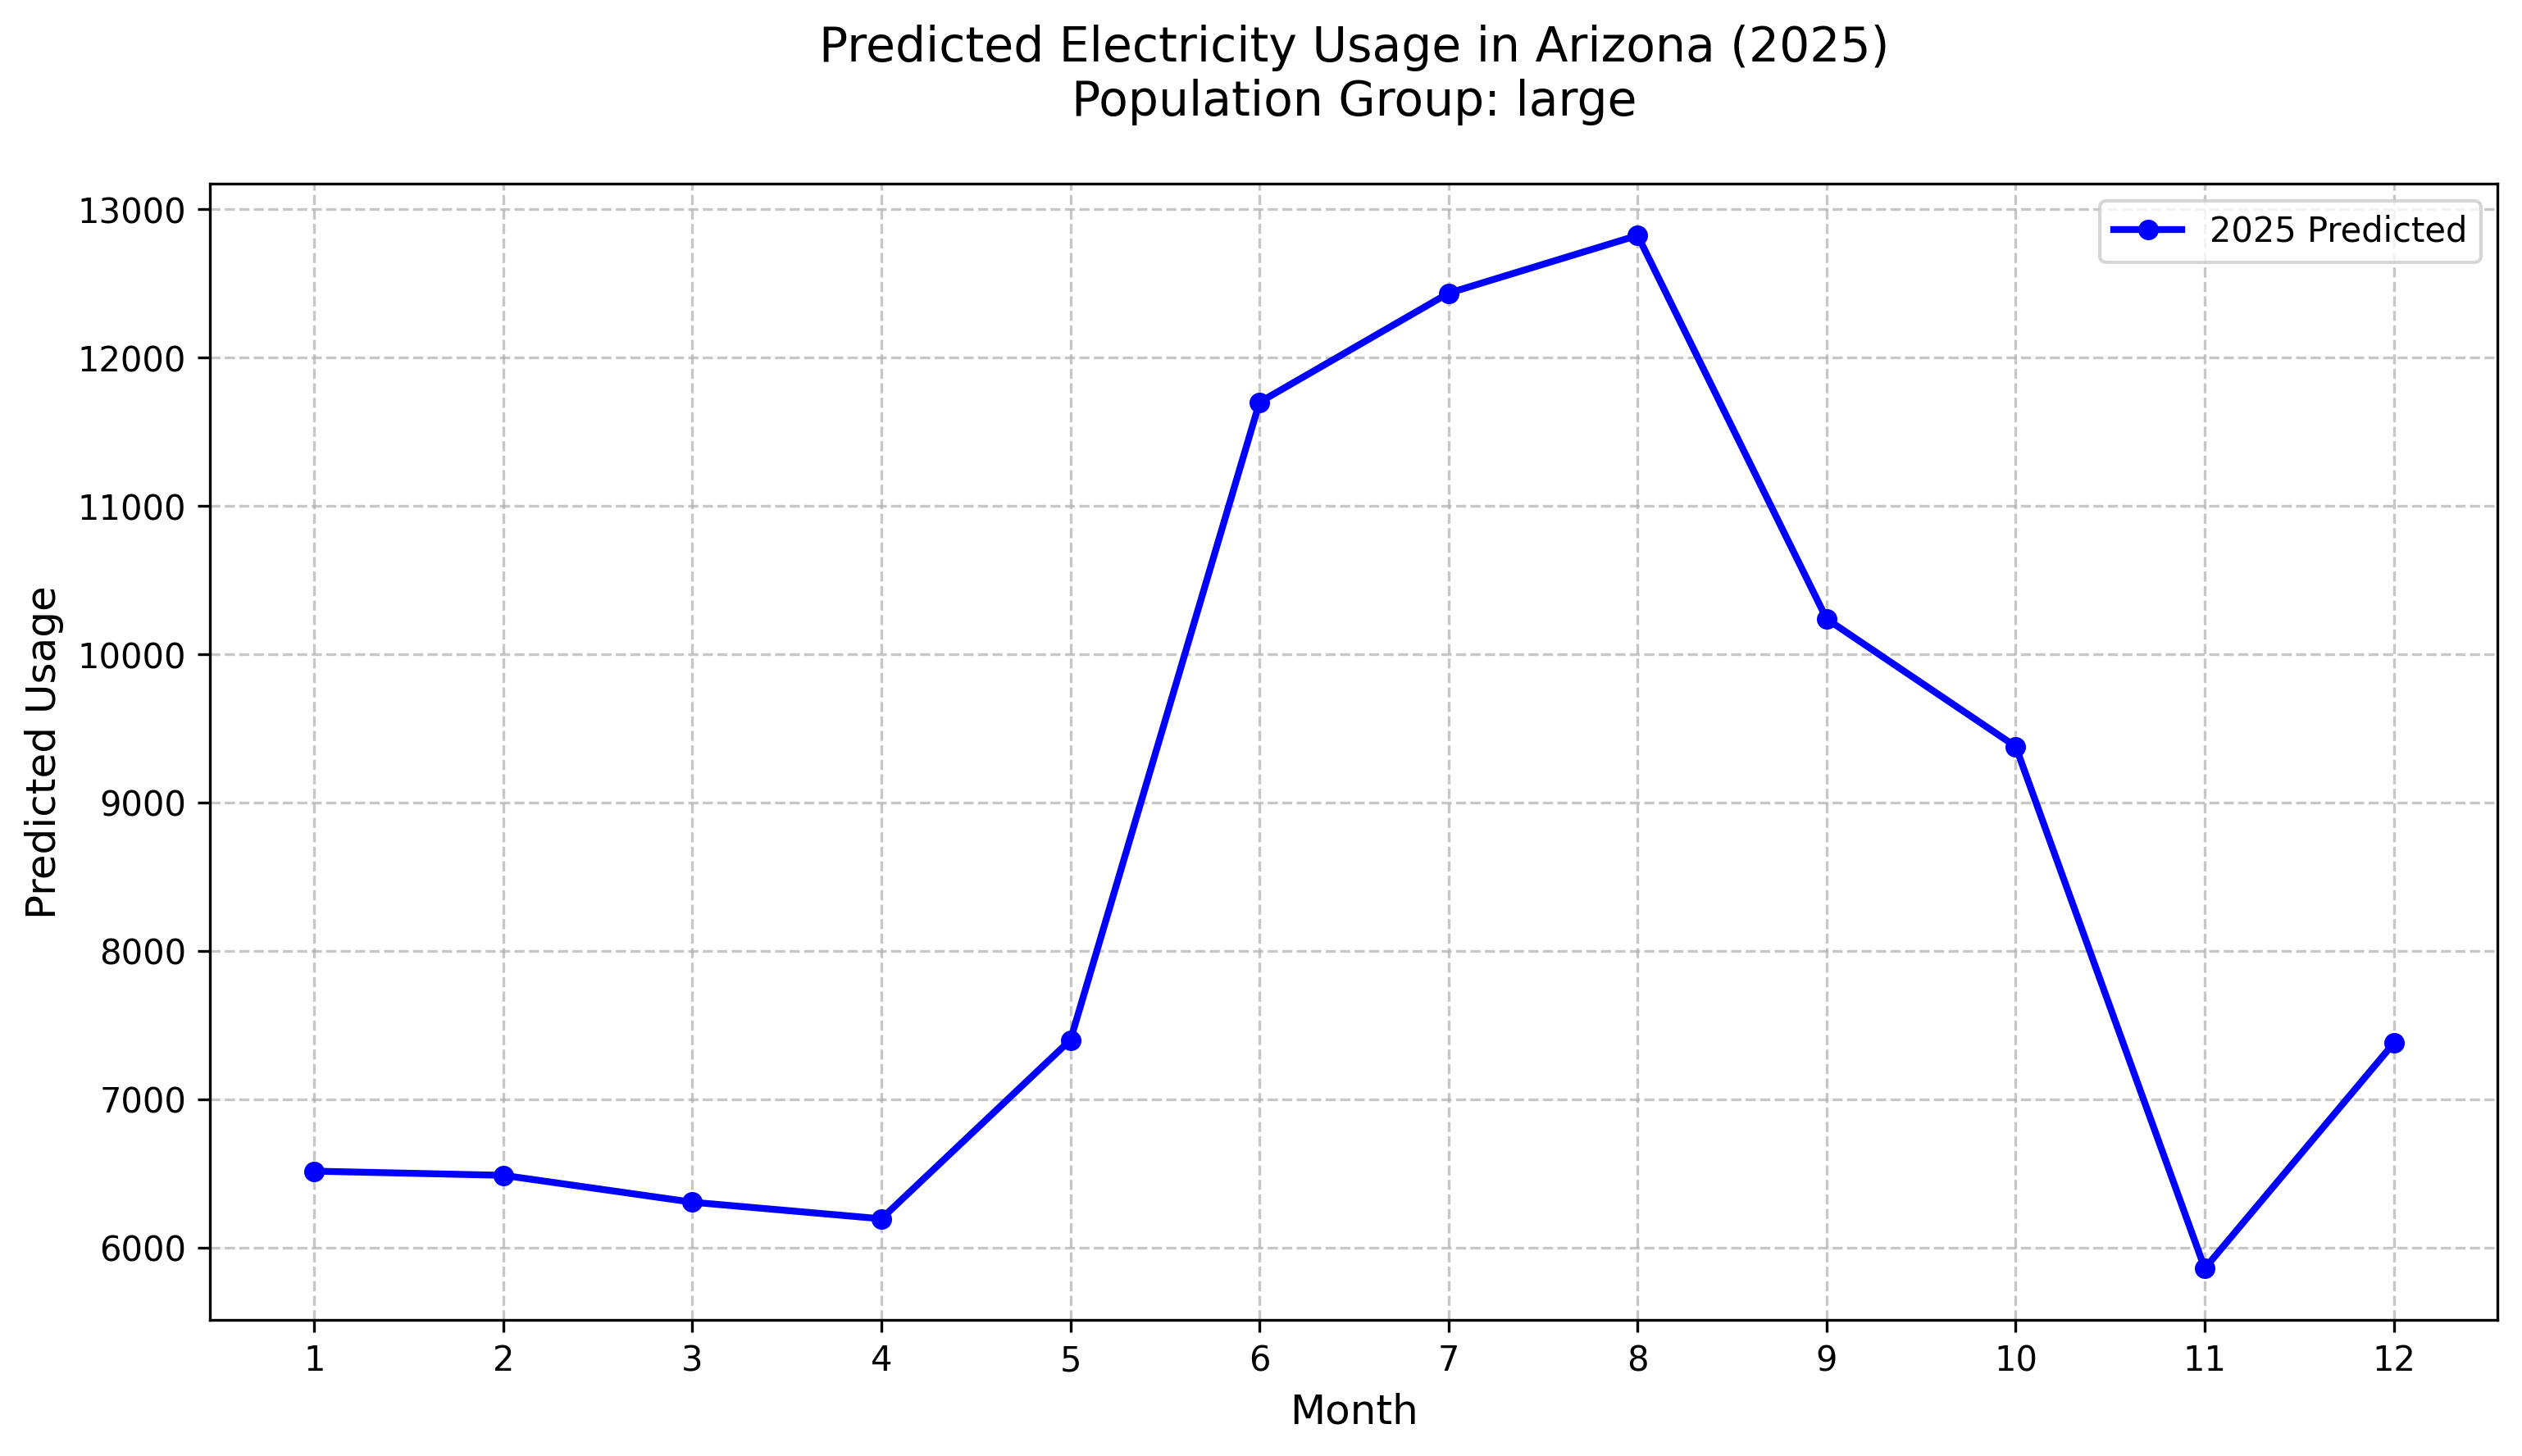 Predicted Electricity Usage in Arizona (2025)
Population Group: large
2025 Predicted
Predicted Usage
13000
12000
11000
10000
9000
8000
7000
6000
1 2 3 4 5 6 7 8 9 10 11 12
Month